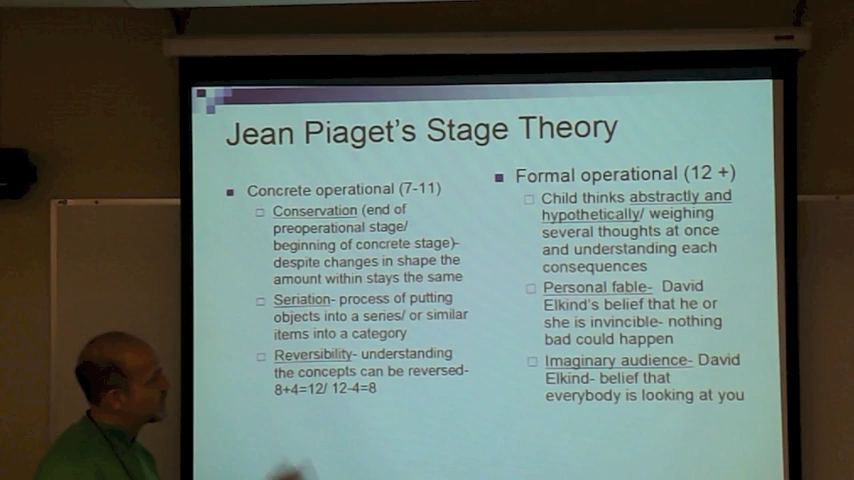 Jean Piaget's Stage Theory
Concrete operational (7-11)
Conservation (end of
preoperational stage/
beginning of concrete stage)-
despite changes in shape the
amount within stays the same
Seriation- process of putting
objects into a series/ or similar
items into a category
Reversibility- understanding
the concepts can be reversed-
8+4=12/ 12-4=8
Formal operational (12 +)
Child thinks abstractly and
hypothetically/ weighing
several thoughts at once
and understanding each
consequences
Personal fable- David
Elkind's belief that he or
she is invincible- nothing
bad could happen
Imaginary audience- David
Elkind- belief that
everybody is looking at you